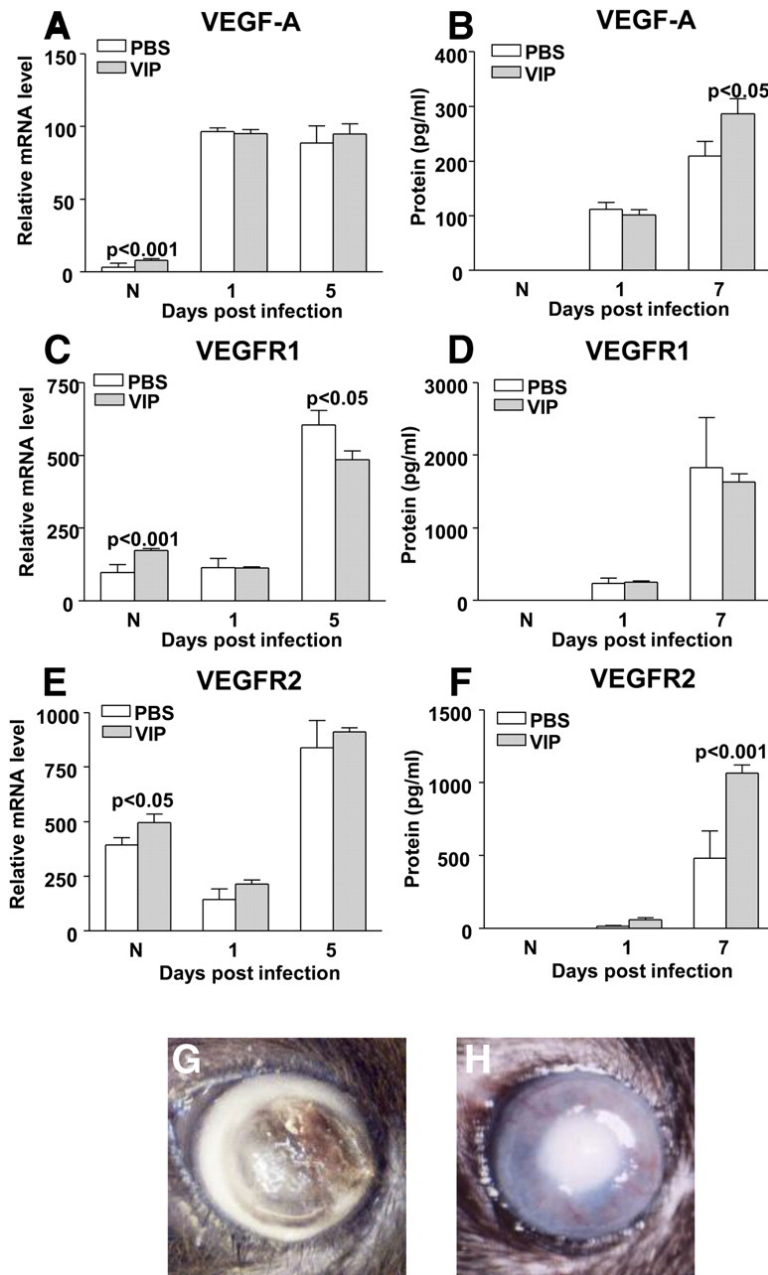 A
VEGF-A
PBS
VIP
Relative mRNA level
150
100
50
0
p<0.001
N
1
5
Days post infection
B
VEGF-A
PBS
VIP
Protein (pg/ml)
400
300
200
100
0
p<0.05
N
1
7
Days post infection
C
VEGFR1
PBS
VIP
Relative mRNA level
750
500
250
0
p<0.001
p<0.05
N
1
5
Days post infection
D
VEGFR1
PBS
VIP
Protein (pg/ml)
3000
2000
1000
0
N
1
7
Days post infection
E
VEGFR2
PBS
VIP
Relative mRNA level
1000
750
500
250
0
p<0.05
N
1
5
Days post infection
F
VEGFR2
PBS
VIP
Protein (pg/ml)
1500
1000
500
0
p<0.001
N
1
7
Days post infection
G
H